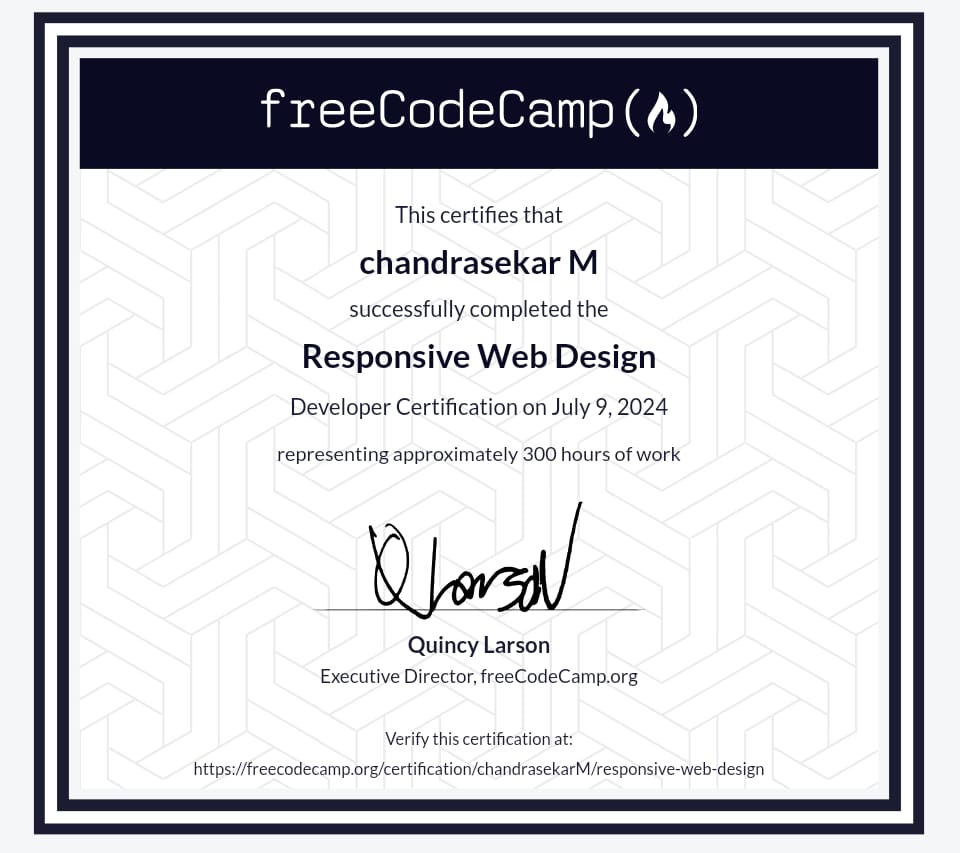 freeCodeCamp
This certifies that
chandrasekar M
successfully completed the
Responsive Web Design
Developer Certification on July 9, 2024
representing approximately 300 hours of work
QLarson
Quincy Larson
Executive Director, freeCodeCamp.org
Verify this certification at:
https://freecodecamp.org/certification/chandrasekarM/responsive-web-design